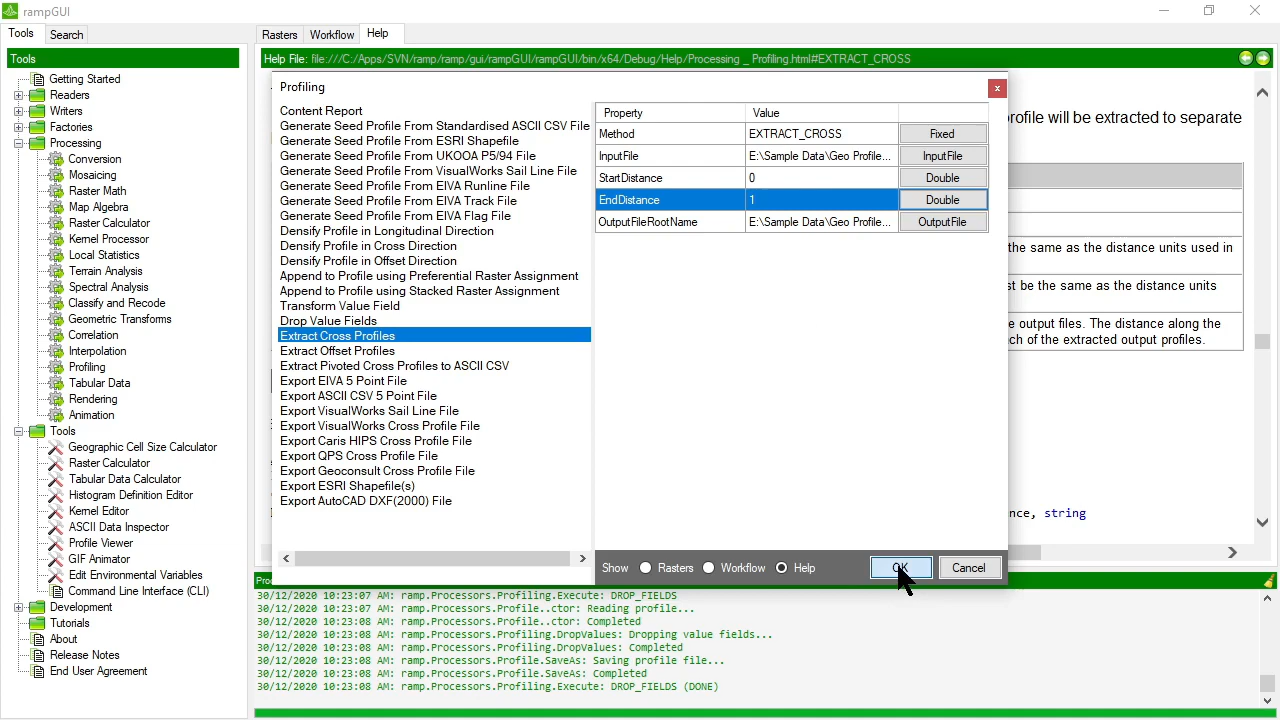 rampGUI
Tools
Search
Rasters
Workflow
Help
Tools
Help File: file:///C:/Apps/SVN/ramp/ramp/gui/rampGUI/rampGUI/bin/x64/Debug/Help/Processing _ Profiling.html#EXTRACT_CROSS
Getting Started
Readers
Writers
Factories
Processing
Conversion
Mosaicing
Raster Math
Map Algebra
Raster Calculator
Kernel Processor
Local Statistics
Terrain Analysis
Spectral Analysis
Classify and Recode
Geometric Transforms
Correlation
Interpolation
Profiling
Tabular Data
Rendering
Animation
Tools
Geographic Cell Size Calculator
Raster Calculator
Tabular Data Calculator
Histogram Definition Editor
Kernel Editor
ASCII Data Inspector
Profile Viewer
GIF Animator
Edit Environmental Variables
Command Line Interface (CLI)
Development
Tutorials
About
Release Notes
End User Agreement
Profiling
x
Content Report
Generate Seed Profile From Standardised ASCII CSV File
Generate Seed Profile From ESRI Shapefile
Generate Seed Profile From UKOOA P5/94 File
Generate Seed Profile From VisualWorks Sail Line File
Generate Seed Profile From EIVA Runline File
Generate Seed Profile From EIVA Track File
Generate Seed Profile From EIVA Flag File
Densify Profile in Longitudinal Direction
Densify Profile in Cross Direction
Densify Profile in Offset Direction
Append to Profile using Preferential Raster Assignment
Append to Profile using Stacked Raster Assignment
Transform Value Field
Drop Value Fields
Extract Cross Profiles
Extract Offset Profiles
Extract Pivoted Cross Profiles to ASCII CSV
Export EIVA 5 Point File
Export ASCII CSV 5 Point File
Export VisualWorks Sail Line File
Export VisualWorks Cross Profile File
Export Caris HIPS Cross Profile File
Export QPS Cross Profile File
Export Geoconsult Cross Profile File
Export ESRI Shapefile(s)
Export AutoCAD DXF(2000) File
Property Value
Method EXTRACT_CROSS Fixed
InputFile E:\Sample Data\Geo Profile... InputFile
StartDistance 0 Double
EndDistance 1 Double
OutputFileRootName E:\Sample Data\Geo Profile... OutputFile
Show Rasters Workflow Help OK Cancel
rofile will be extracted to separate
the same as the distance units used in
st be the same as the distance units
e output files. The distance along the
ch of the extracted output profiles.
nce, string
Pro
30/12/2020 10:23:07 AM: ramp.Processors.Profiling.Execute: DROP_FIELDS
30/12/2020 10:23:07 AM: ramp.Processors.Profile..ctor: Reading profile...
30/12/2020 10:23:08 AM: ramp.Processors.Profile..ctor: Completed
30/12/2020 10:23:08 AM: ramp.Processors.Profiling.DropValues: Dropping value fields...
30/12/2020 10:23:08 AM: ramp.Processors.Profiling.DropValues: Completed
30/12/2020 10:23:08 AM: ramp.Processors.Profile.SaveAs: Saving profile file...
30/12/2020 10:23:08 AM: ramp.Processors.Profile.SaveAs: Completed
30/12/2020 10:23:08 AM: ramp.Processors.Profiling.Execute: DROP_FIELDS (DONE)